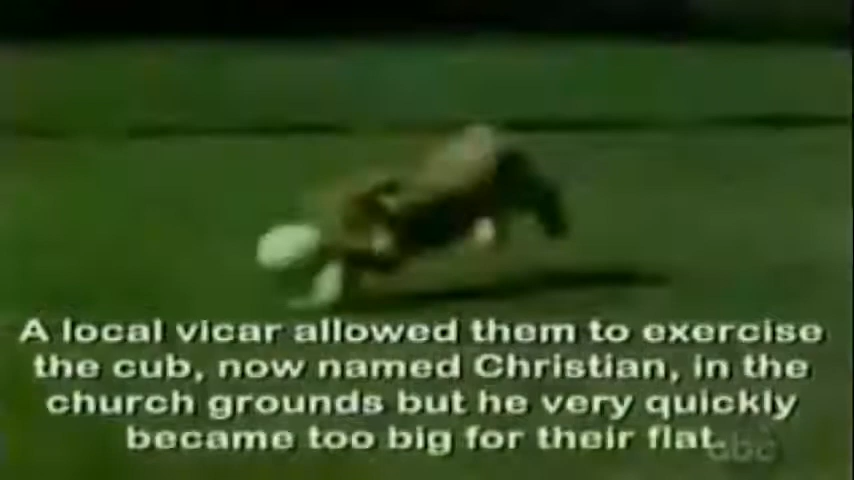 A local vicar allowed them to exercise
the cub, now named Christian, in the
church grounds but he very quickly
became too big for their flat.
abc